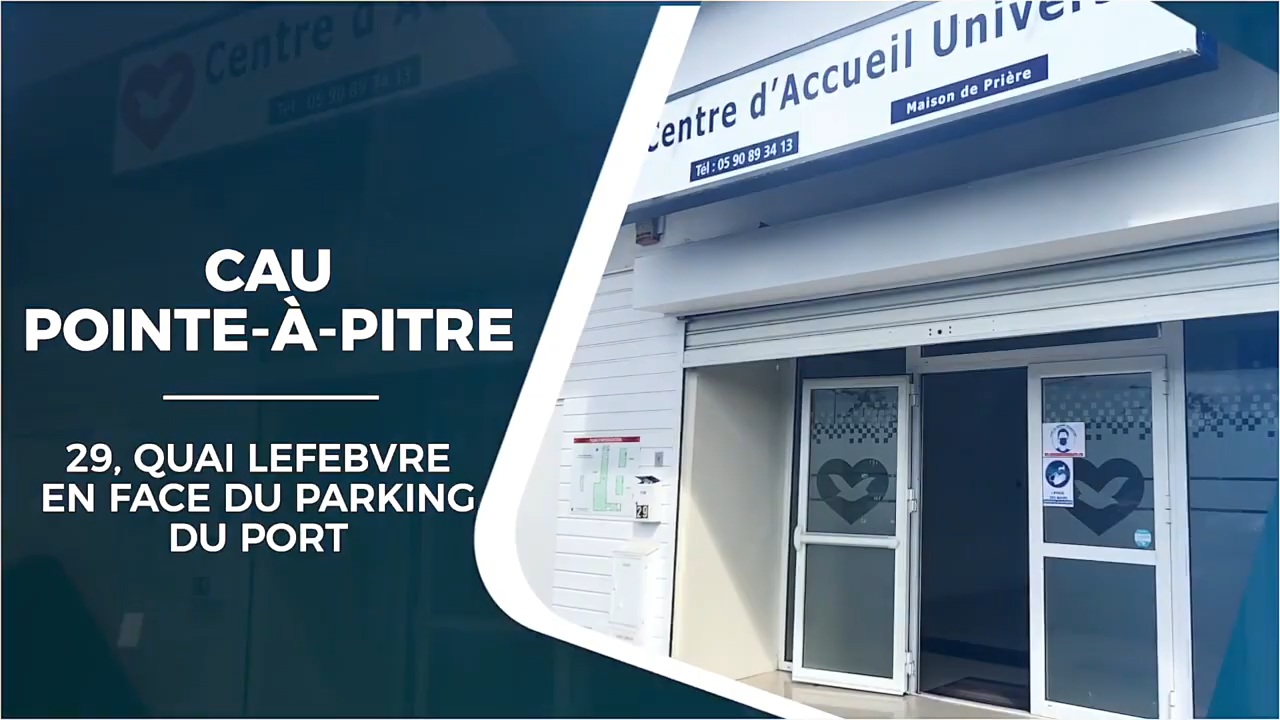 CAU
POINTE-À-PITRE
29, QUAI LEFEBVRE
EN FACE DU PARKING
DU PORT
Centre d'Accueil Univers
Maison de Prière
Tél : 05 90 89 34 13
29
Centre d'A
Tél : 05 90 89 34 13